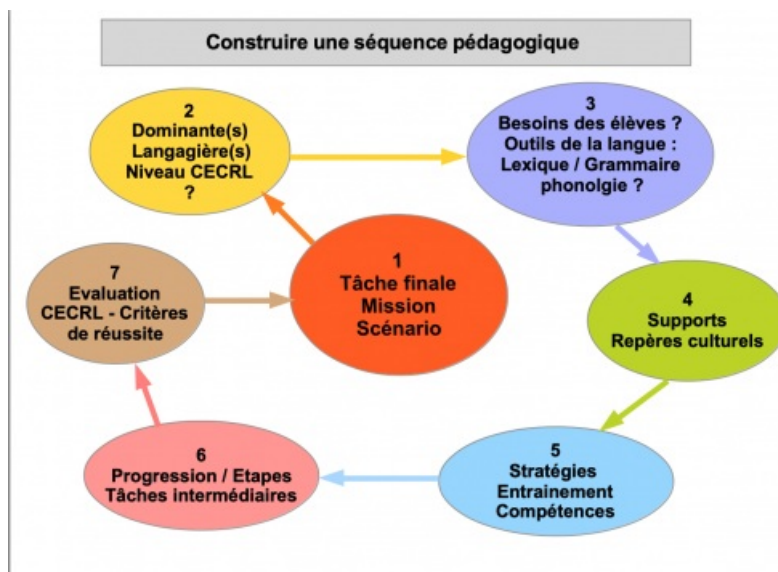 Construire une séquence pédagogique
1
Tâche finale
Mission
Scénario
2
Dominante(s)
Langagière(s)
Niveau CECRL
?
3
Besoins des élèves ?
Outils de la langue :
Lexique / Grammaire
phonolgie ?
4
Supports
Repères culturels
5
Stratégies
Entrainement
Compétences
6
Progression / Etapes
Tâches intermédiaires
7
Evaluation
CECRL - Critères
de réussite